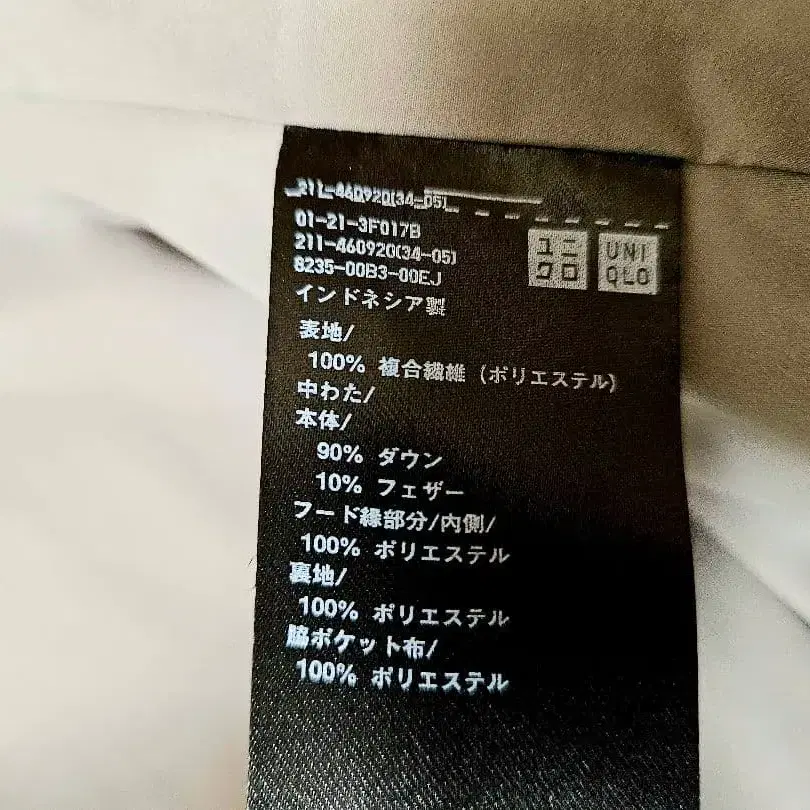 211-460920(34-05)
01-21-3F017B
211-460920(34-05)
8235-00B3-00EJ
ユニ
クロ
UNI
QLO
インドネシア製
表地/
100% 複合繊維 (ポリエステル)
中わた/
本体/
90% ダウン
10% フェザー
フード縁部分/内側/
100% ポリエステル
裏地/
100% ポリエステル
脇ポケット布/
100% ポリエステル